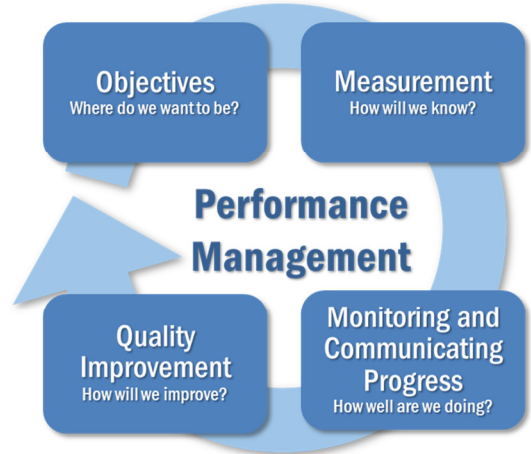 Objectives
Where do we want to be?
Measurement
How will we know?
Performance
Management
Quality
Improvement
How will we improve?
Monitoring and
Communicating
Progress
How well are we doing?